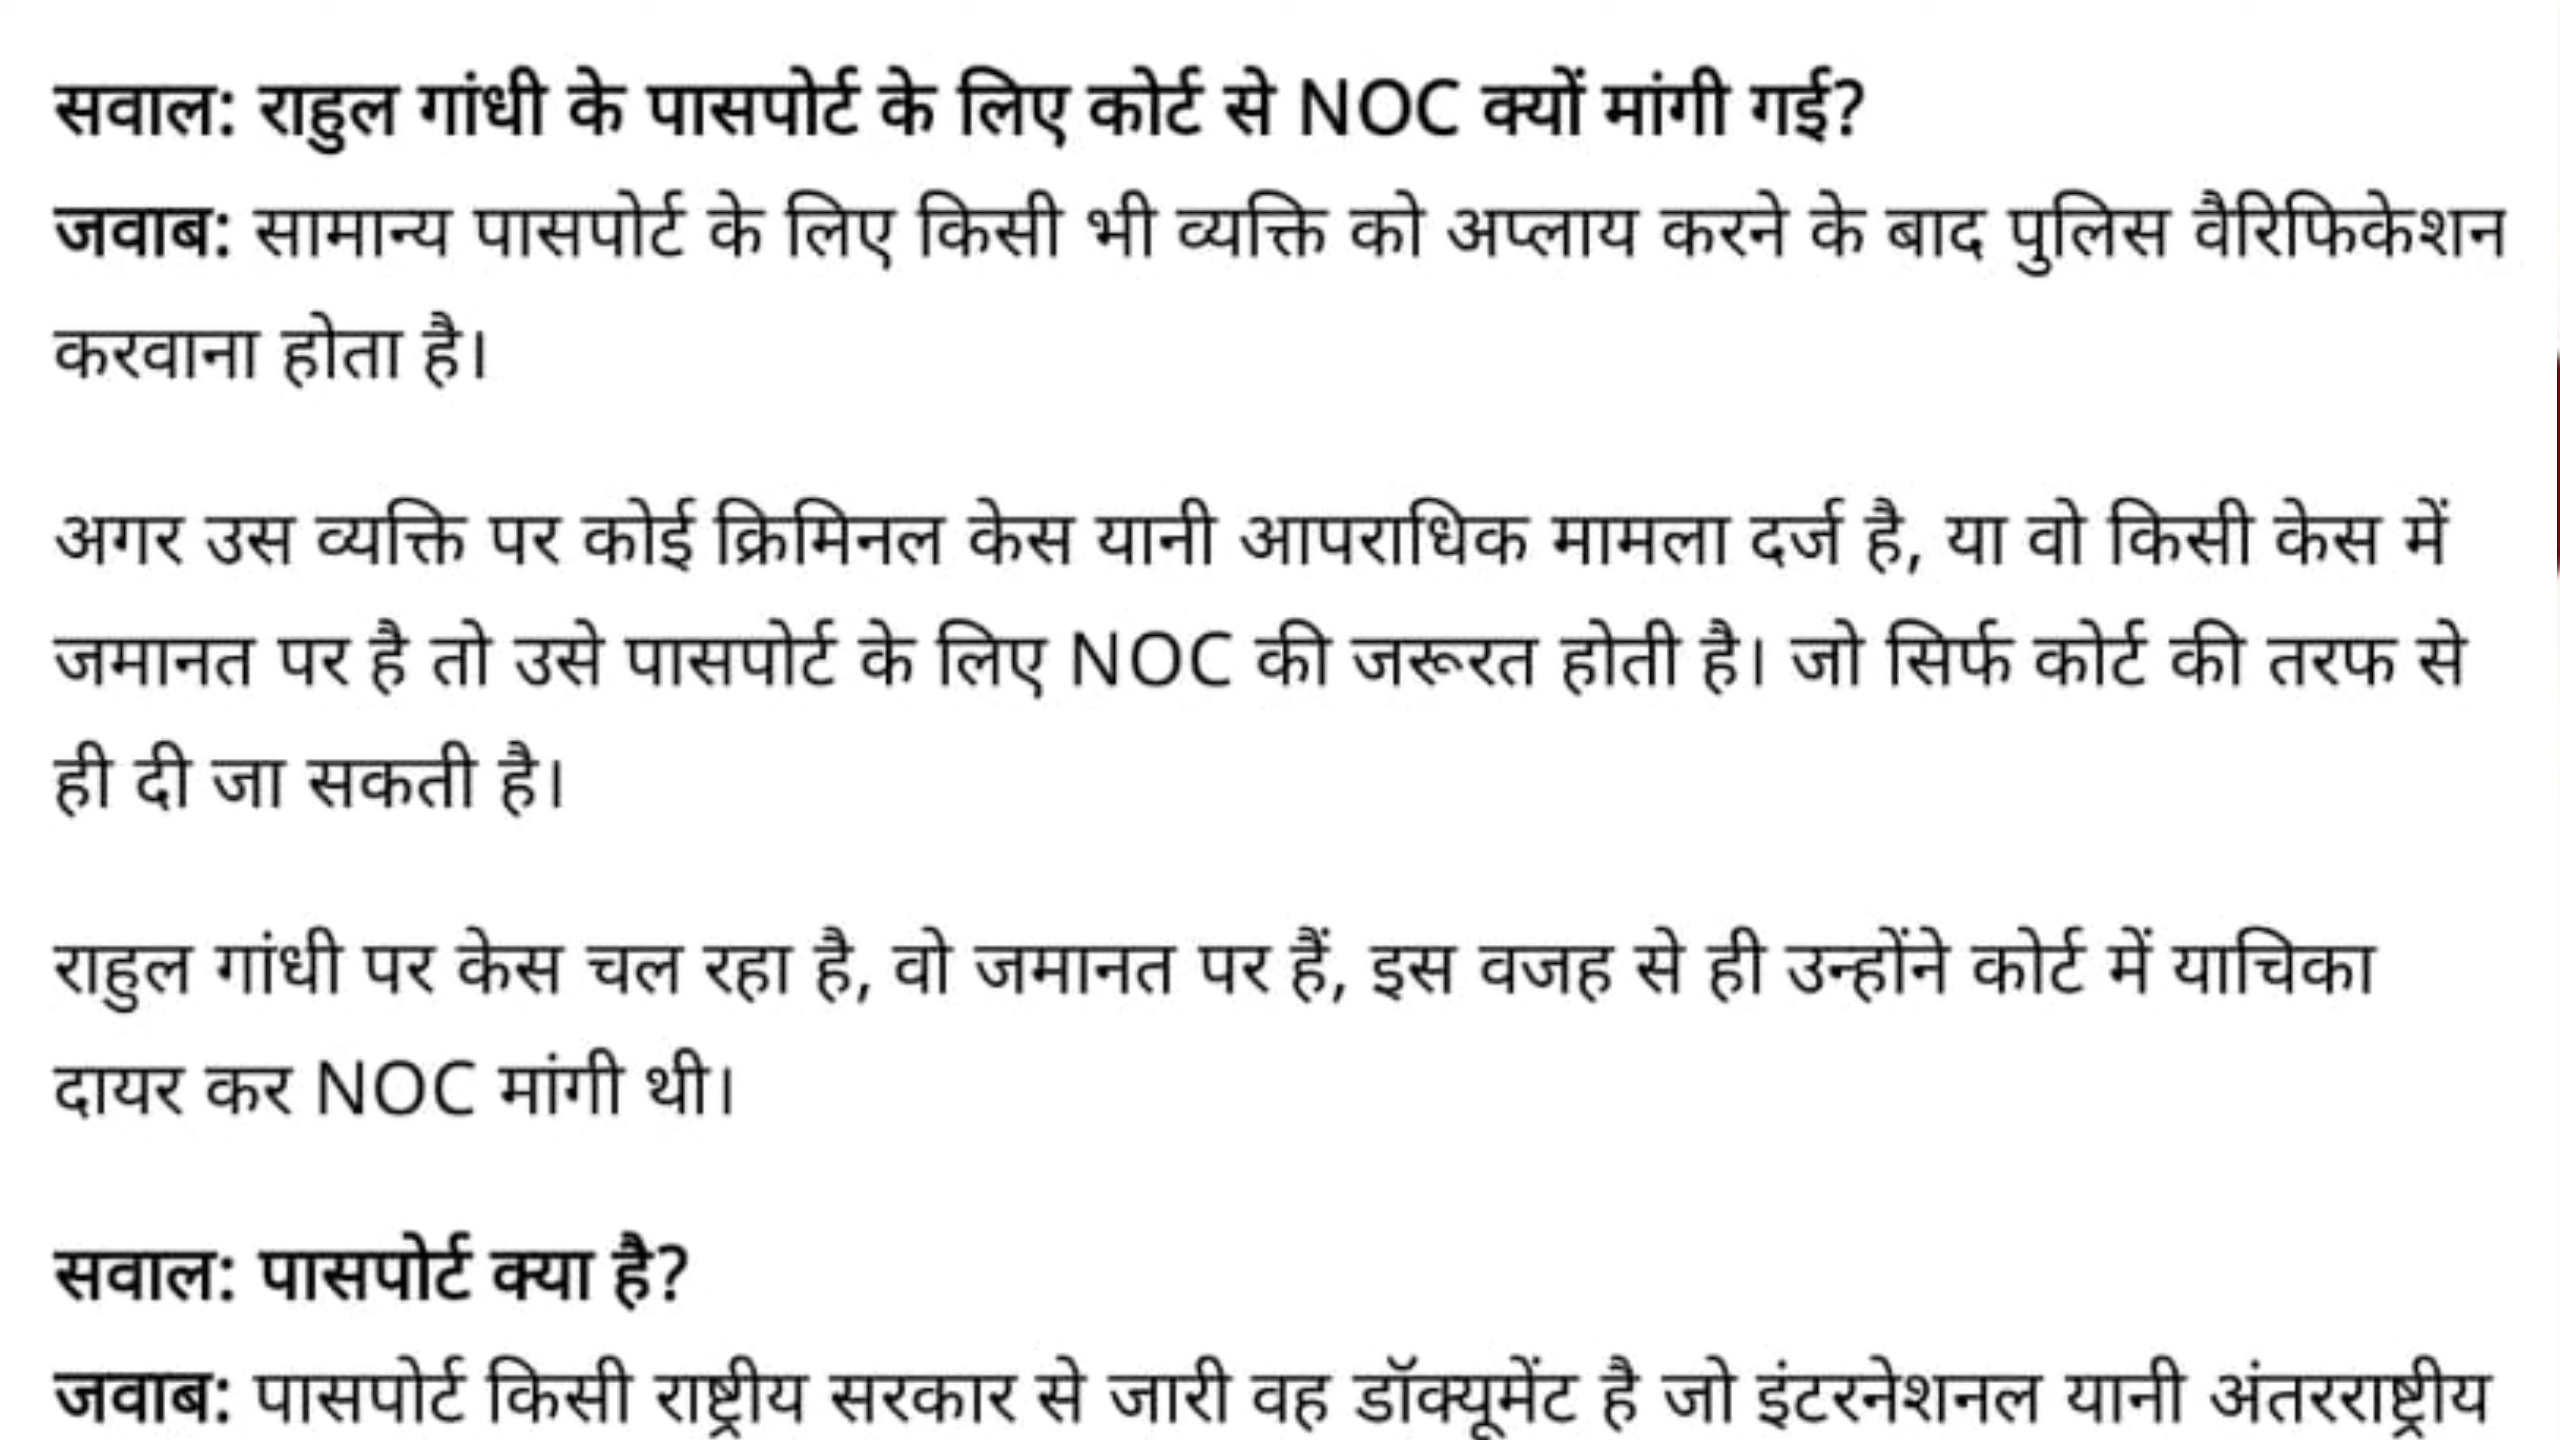 सवाल: राहुल गांधी के पासपोर्ट के लिए कोर्ट से NOC क्यों मांगी गई?
जवाब: सामान्य पासपोर्ट के लिए किसी भी व्यक्ति को अप्लाय करने के बाद पुलिस वैरिफिकेशन
करवाना होता है।
अगर उस व्यक्ति पर कोई क्रिमिनल केस यानी आपराधिक मामला दर्ज है, या वो किसी केस में
जमानत पर है तो उसे पासपोर्ट के लिए NOC की जरूरत होती है। जो सिर्फ कोर्ट की तरफ से
ही दी जा सकती है।
राहुल गांधी पर केस चल रहा है, वो जमानत पर हैं, इस वजह से ही उन्होंने कोर्ट में याचिका
दायर कर NOC मांगी थी।
सवाल: पासपोर्ट क्या है?
जवाब: पासपोर्ट किसी राष्ट्रीय सरकार से जारी वह डॉक्यूमेंट है जो इंटरनेशनल यानी अंतरराष्ट्रीय